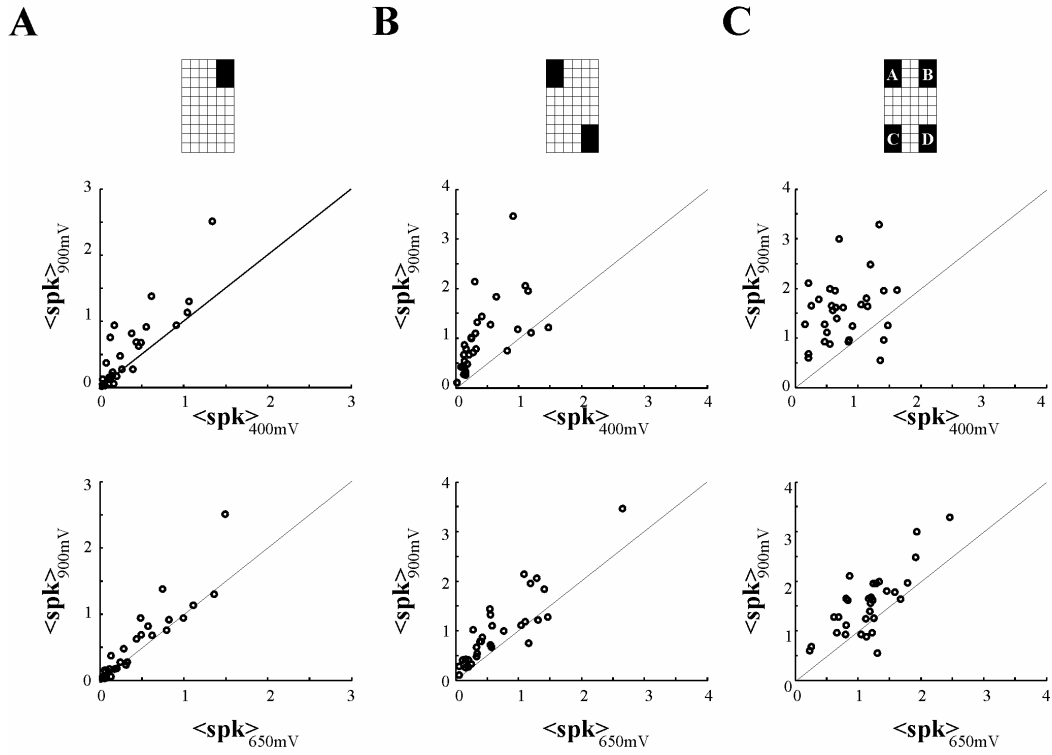 A B C
A B
C D
3 4 4
<spk>900mV <spk>900mV <spk>900mV
2 3 3
2 2
1 1 1
0 0 0
0 1 2 3 0 1 2 3 4 0 1 2 3 4
<spk>400mV <spk>400mV <spk>400mV
3 4 4
<spk>900mV <spk>900mV <spk>900mV
2 3 3
2 2
1 1 1
0 0 0
0 1 2 3 0 1 2 3 4 0 1 2 3 4
<spk>650mV <spk>650mV <spk>650mV